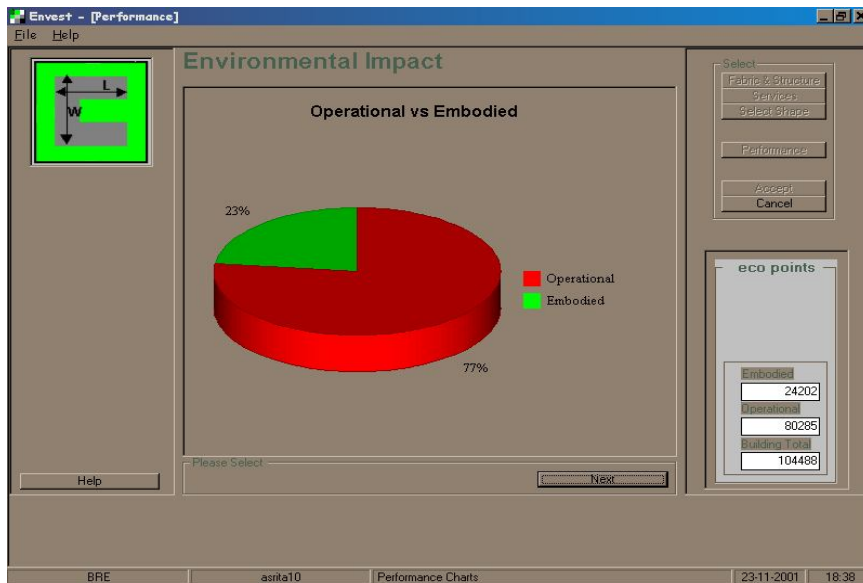 Envest - [Performance]
File Help
L
W
Environmental Impact
Operational vs Embodied
23%
77%
Operational
Embodied
Select
Fabric & Structure
Services
Select Shape
Performance
Accept
Cancel
eco points
Embodied
24202
Operational
80285
Building Total
104488
Please Select
Next
Help
BRE asrita10 Performance Charts 23-11-2001 18:38